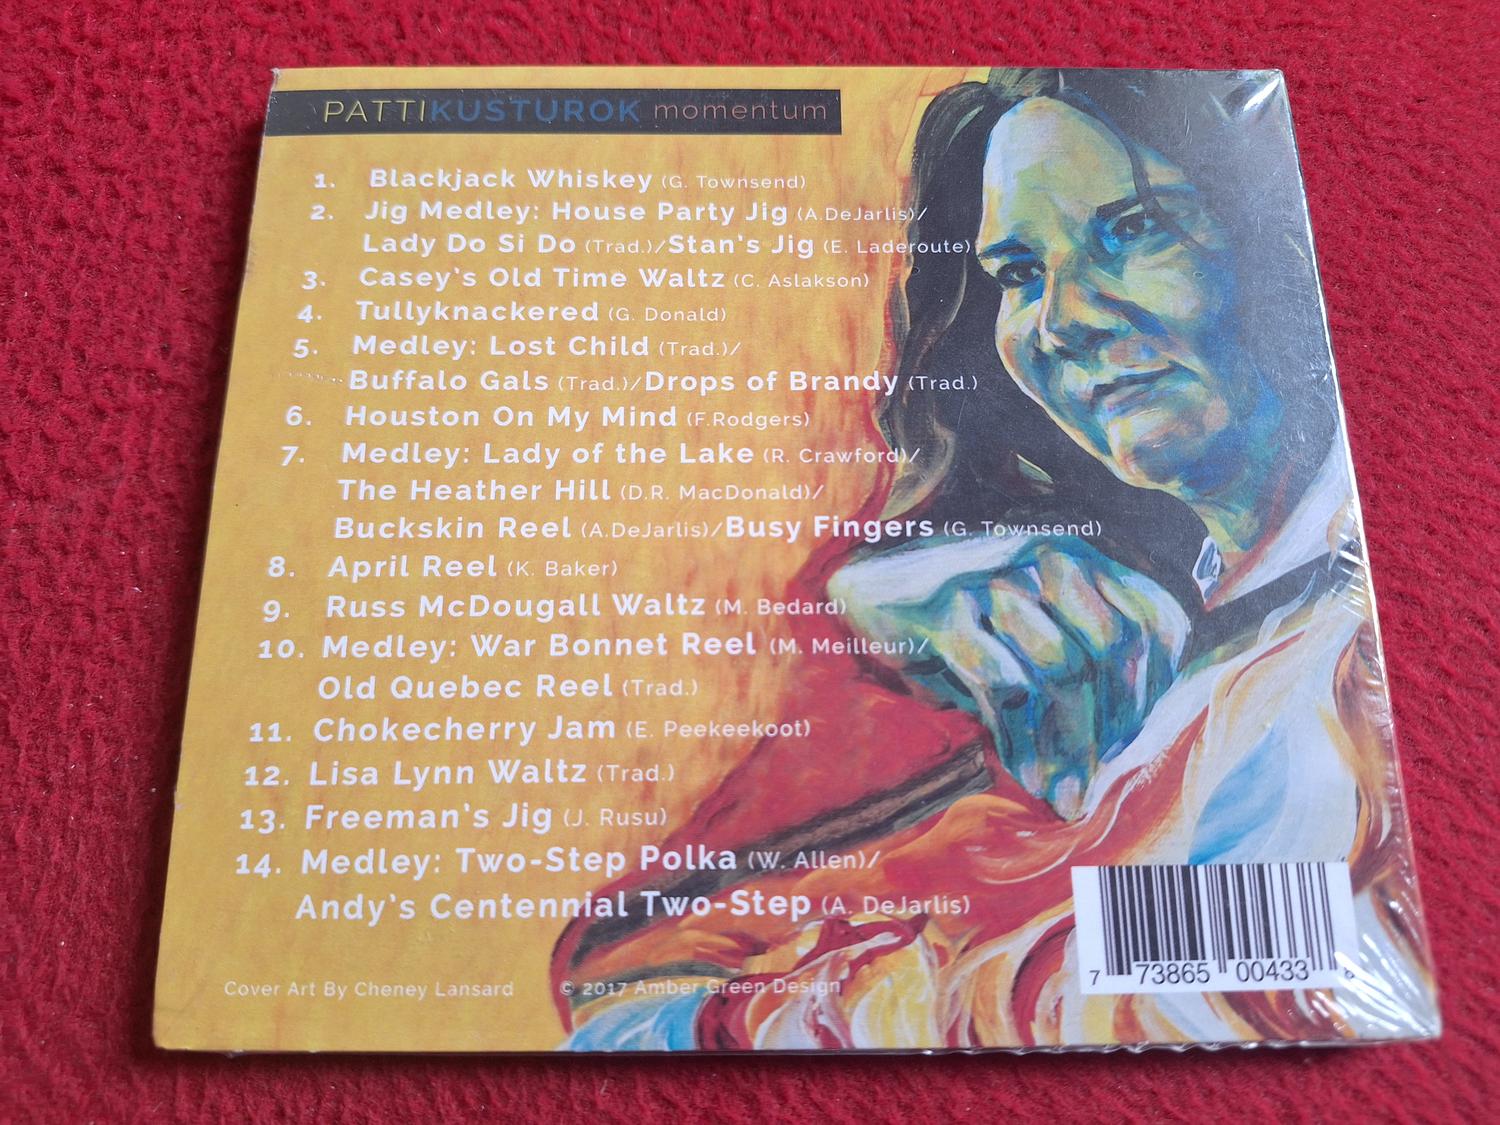 PATTIKUSTUROK momentum
1. Blackjack Whiskey (G. Townsend)
2. Jig Medley: House Party Jig (A.DeJarlis)/
Lady Do Si Do (Trad.)/Stan's Jig (E. Laderoute)
3. Casey's Old Time Waltz (C. Aslakson)
4. Tullyknackered (G. Donald)
5. Medley: Lost Child (Trad.)/
Buffalo Gals (Trad.)/Drops of Brandy (Trad.)
6. Houston On My Mind (F.Rodgers)
7. Medley: Lady of the Lake (R. Crawford)/
The Heather Hill (D.R. MacDonald)/
Buckskin Reel (A.DeJarlis)/Busy Fingers (G. Townsend)
8. April Reel (K. Baker)
9. Russ McDougall Waltz (M. Bedard)
10. Medley: War Bonnet Reel (M. Meilleur)/
Old Quebec Reel (Trad.)
11. Chokecherry Jam (E. Peekeekoot)
12. Lisa Lynn Waltz (Trad.)
13. Freeman's Jig (J. Rusu)
14. Medley: Two-Step Polka (W. Allen)/
Andy's Centennial Two-Step (A. DeJarlis)
Cover Art By Cheney Lansard © 2017 Amber Green Design
7 73865 00433